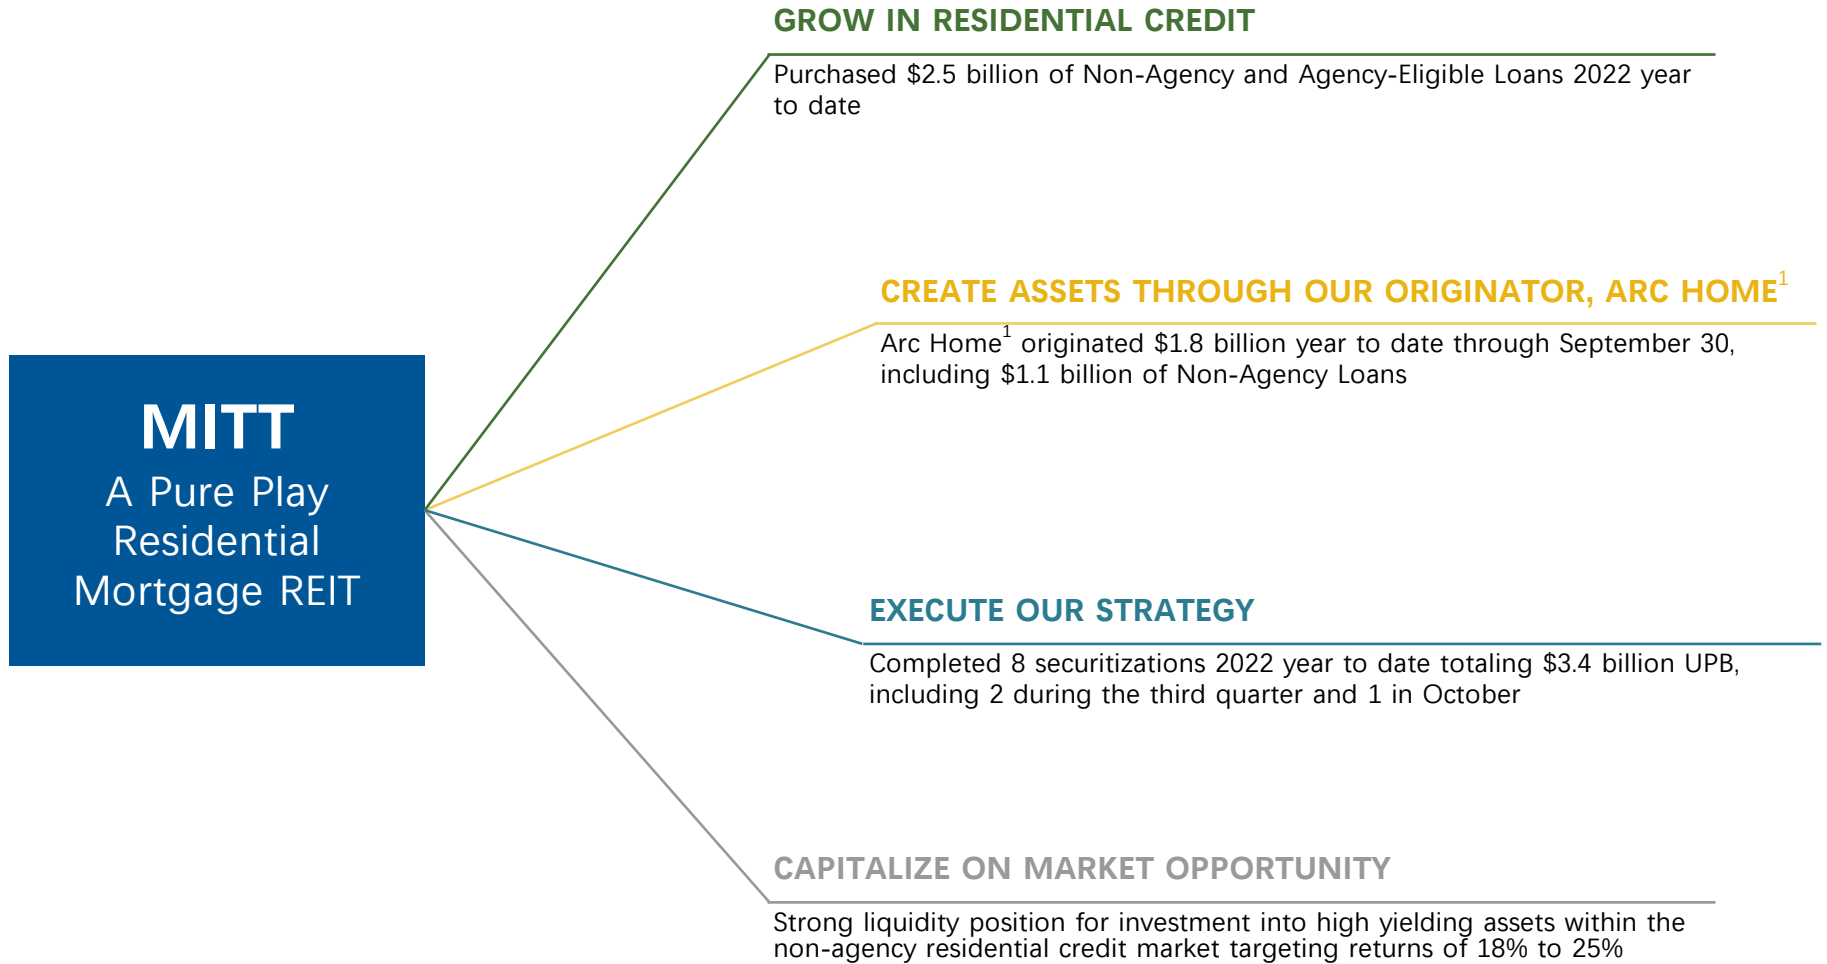 GROW IN RESIDENTIAL CREDIT
Purchased $2.5 billion of Non-Agency and Agency-Eligible Loans 2022 year
to date
CREATE ASSETS THROUGH OUR ORIGINATOR, ARC HOME1
Arc Home1 originated $1.8 billion year to date through September 30,
including $1.1 billion of Non-Agency Loans
MITT
A Pure Play
Residential
Mortgage REIT
EXECUTE OUR STRATEGY
Completed 8 securitizations 2022 year to date totaling $3.4 billion UPB,
including 2 during the third quarter and 1 in October
CAPITALIZE ON MARKET OPPORTUNITY
Strong liquidity position for investment into high yielding assets within the
non-agency residential credit market targeting returns of 18% to 25%